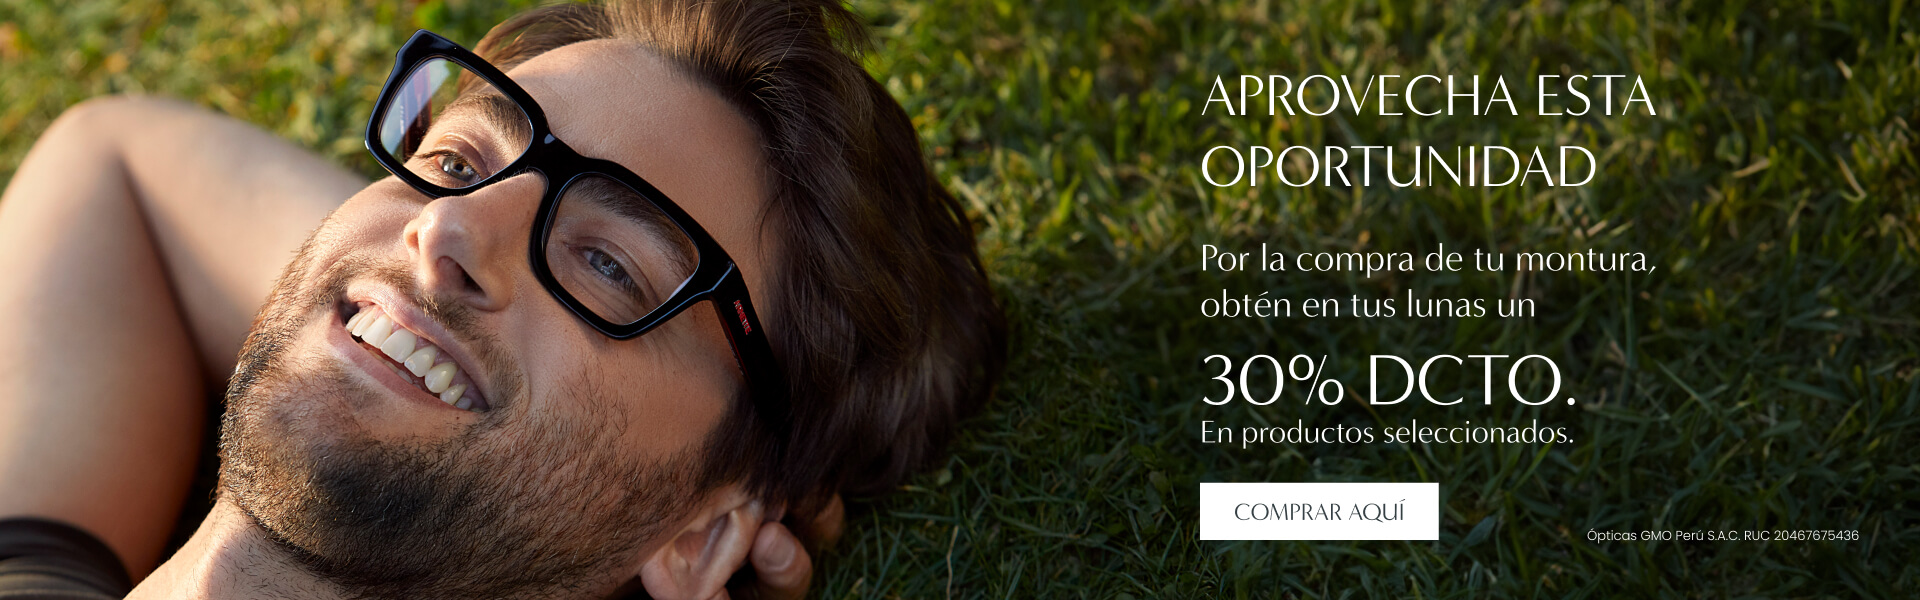 APROVECHA ESTA
OPORTUNIDAD
Por la compra de tu montura,
obtén en tus lunas un
30% DCTO.
En productos seleccionados.
COMPRAR AQUÍ
Ópticas GMO Perú S.A.C. RUC 20467675436